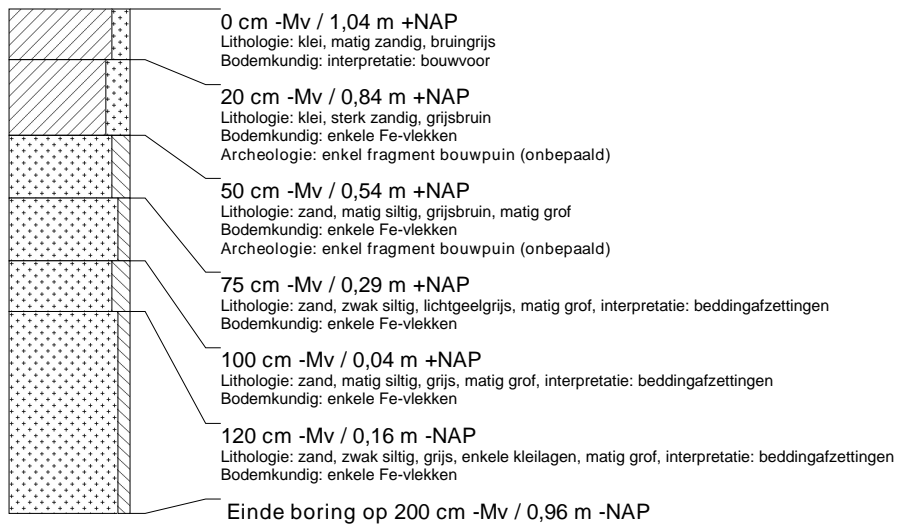 0 cm -Mv / 1,04 m +NAP
Lithologie: klei, matig zandig, bruingrijs
Bodemkundig: interpretatie: bouwvoor
20 cm -Mv / 0,84 m +NAP
Lithologie: klei, sterk zandig, grijsbruin
Bodemkundig: enkele Fe-vlekken
Archeologie: enkel fragment bouwpuin (onbepaald)
50 cm -Mv / 0,54 m +NAP
Lithologie: zand, matig siltig, grijsbruin, matig grof
Bodemkundig: enkele Fe-vlekken
Archeologie: enkel fragment bouwpuin (onbepaald)
75 cm -Mv / 0,29 m +NAP
Lithologie: zand, zwak siltig, lichtgeelgrijs, matig grof, interpretatie: beddingafzettingen
Bodemkundig: enkele Fe-vlekken
100 cm -Mv / 0,04 m +NAP
Lithologie: zand, matig siltig, grijs, matig grof, interpretatie: beddingafzettingen
Bodemkundig: enkele Fe-vlekken
120 cm -Mv / 0,16 m -NAP
Lithologie: zand, zwak siltig, grijs, enkele kleilagen, matig grof, interpretatie: beddingafzettingen
Bodemkundig: enkele Fe-vlekken
Einde boring op 200 cm -Mv / 0,96 m -NAP